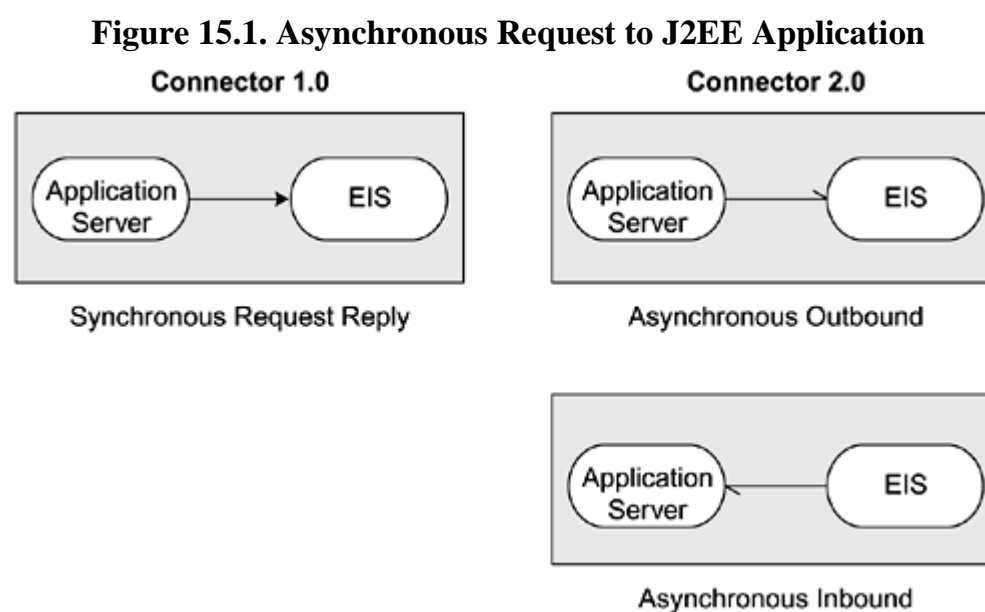 Figure 15.1. Asynchronous Request to J2EE Application
Connector 1.0
Application
Server
EIS
Synchronous Request Reply
Connector 2.0
Application
Server
EIS
Asynchronous Outbound
Application
Server
EIS
Asynchronous Inbound